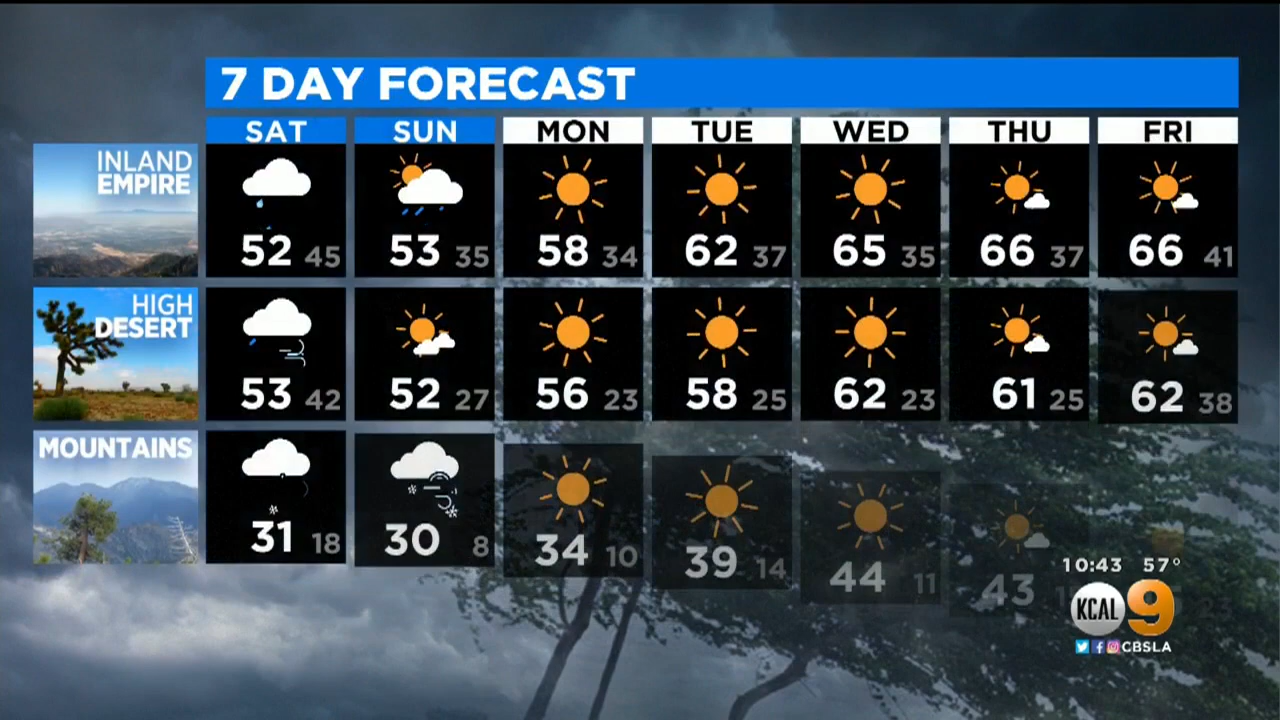 7 DAY FORECAST
SAT SUN MON TUE WED THU FRI
INLAND
EMPIRE
52 45 53 35 58 34 62 37 65 35 66 37 66 41
HIGH
DESERT
53 42 52 27 56 23 58 25 62 23 61 25 62 38
MOUNTAINS
31 18 30 8 34 10 39 14 44 11 43
10:43 57°
KCAL 9
CBSLA